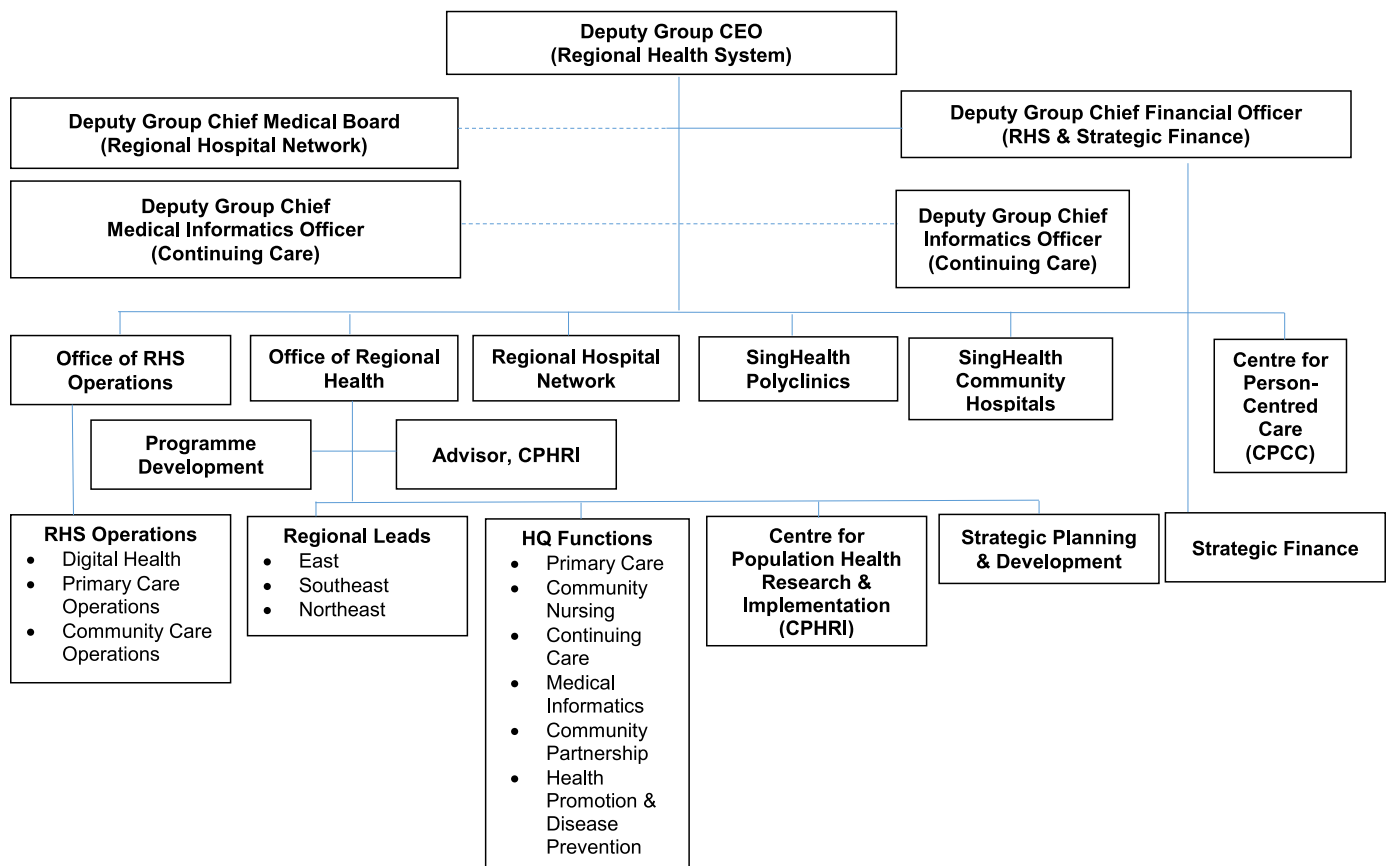 Deputy Group CEO
(Regional Health System)
Deputy Group Chief Medical Board
(Regional Hospital Network)
Deputy Group Chief Financial Officer
(RHS & Strategic Finance)
Deputy Group Chief
Medical Informatics Officer
(Continuing Care)
Deputy Group Chief
Informatics Officer
(Continuing Care)
Office of RHS
Operations
Office of Regional
Health
Regional Hospital
Network
SingHealth
Polyclinics
SingHealth
Community
Hospitals
Centre for
Person-
Centred
Care
(CPCC)
Programme
Development
Advisor, CPHRI
RHS Operations
• Digital Health
• Primary Care
Operations
• Community Care
Operations
Regional Leads
• East
• Southeast
• Northeast
HQ Functions
• Primary Care
• Community
Nursing
• Continuing
Care
• Medical
Informatics
• Community
Partnership
• Health
Promotion &
Disease
Prevention
Centre for
Population Health
Research &
Implementation
(CPHRI)
Strategic Planning
& Development
Strategic Finance